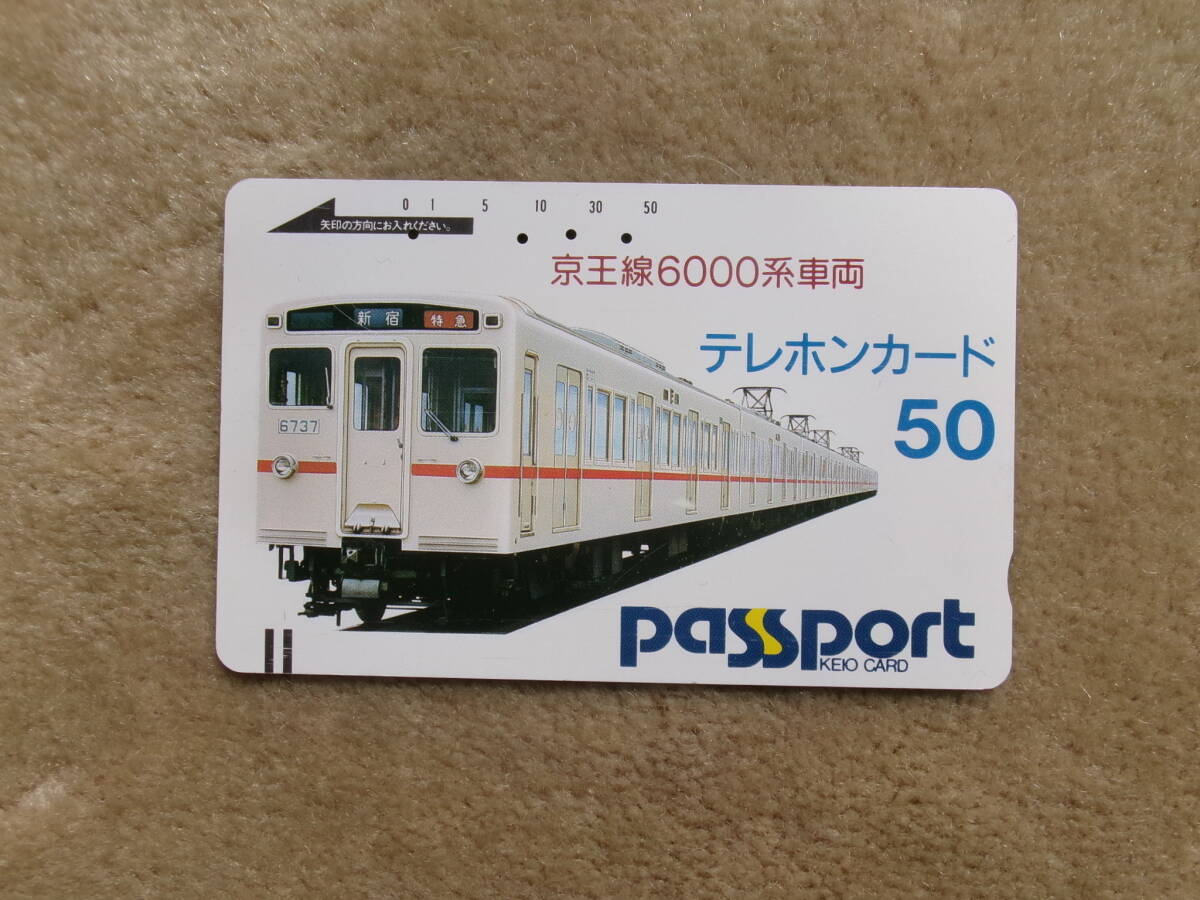 0 1 5 10 30 50
矢印の方向にお入れください。
京王線6000系車両
テレホンカード
50
新宿 特急
6737
passport
KEIO CARD